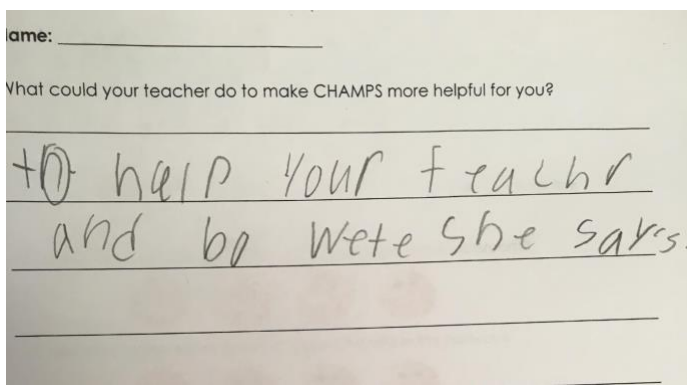 ame:
What could your teacher do to make CHAMPS more helpful for you?
to help your teachr
and bo wete she says.